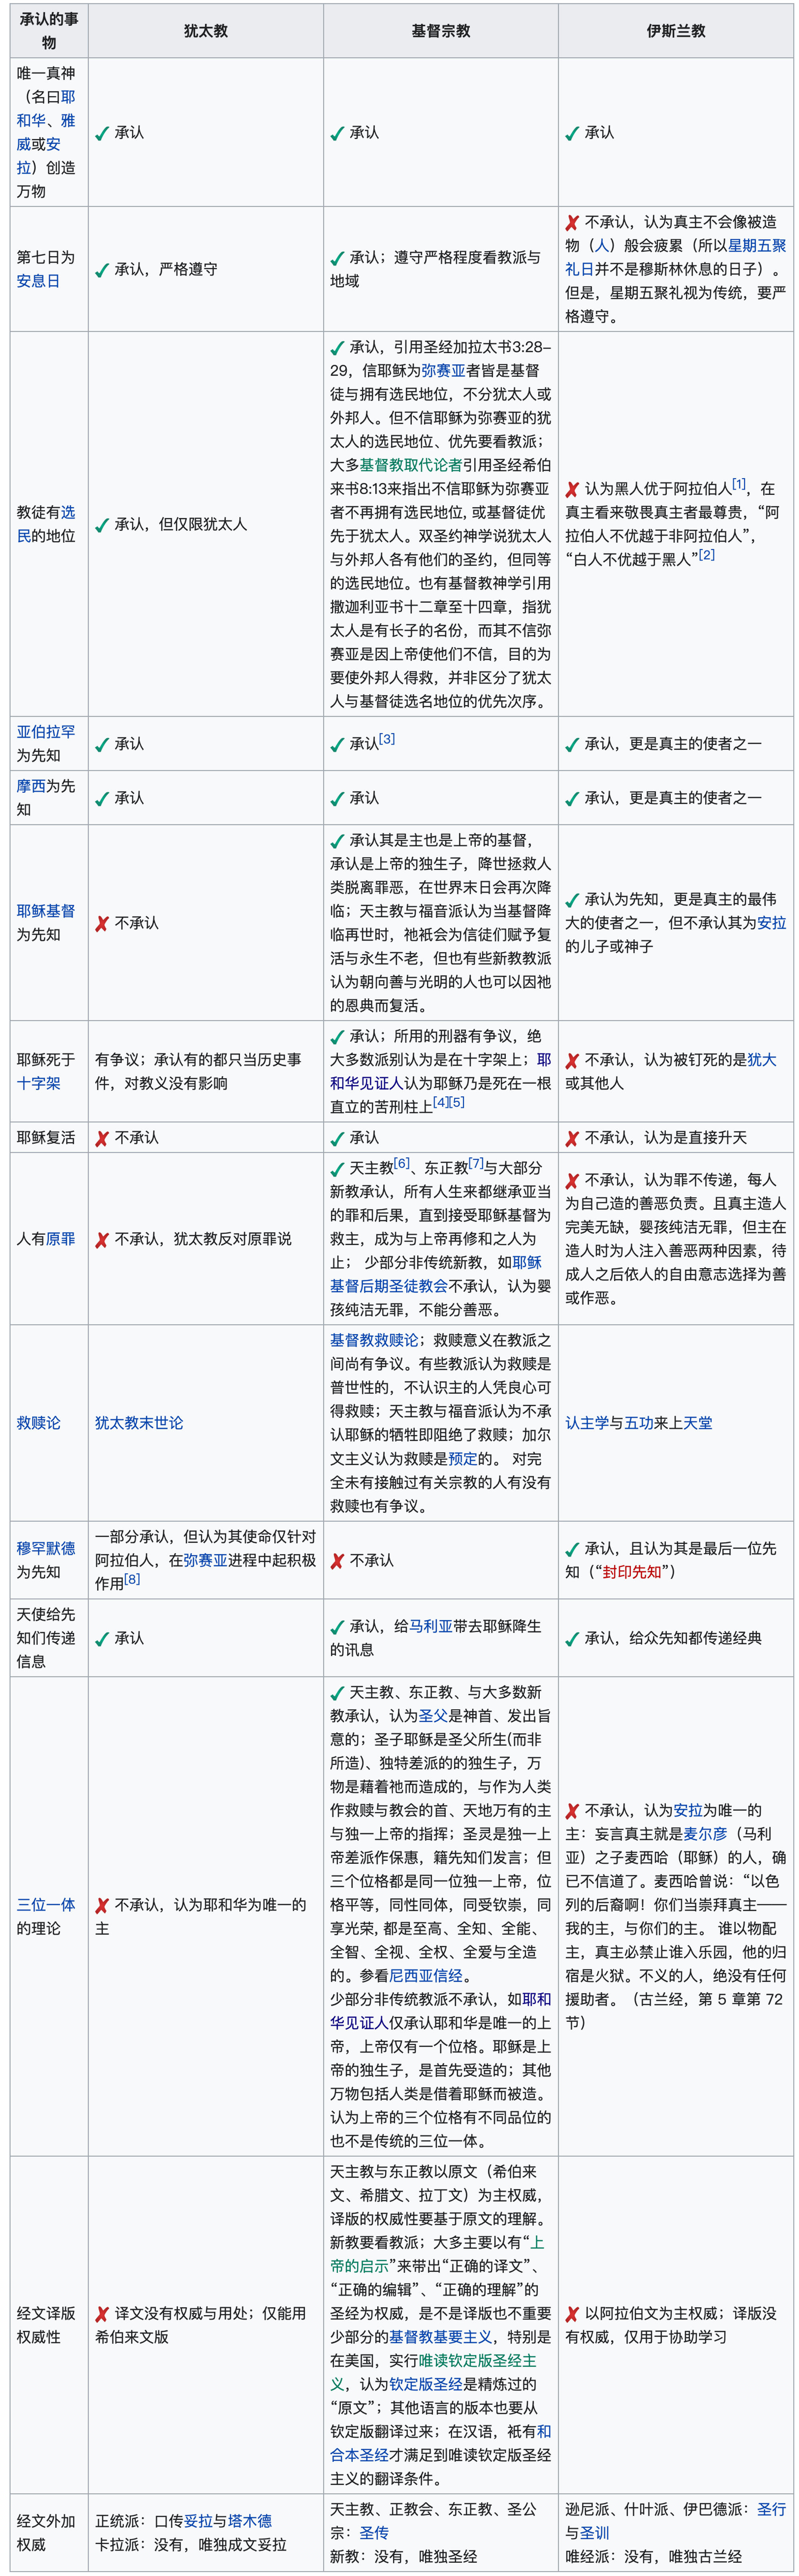 承认的事
物
犹太教
基督宗教
伊斯兰教
唯一真神
（名曰耶
和华、雅
威或安
拉）创造
万物
✓ 承认
✓ 承认
✓ 承认
第七日为
安息日
✓ 承认，严格遵守
✓ 承认；遵守严格程度看教派与
地域
✗ 不承认，认为真主不会像被造
物（人）般会疲累（所以星期五聚
礼日并不是穆斯林休息的日子）。
但是，星期五聚礼视为传统，要严
格遵守。
教徒有选
民的地位
✓ 承认，但仅限犹太人
✓ 承认，引用圣经加拉太书3:28–
29，信耶稣为弥赛亚者皆是基督
徒与拥有选民地位，不分犹太人或
外邦人。但不信耶稣为弥赛亚的犹
太人的选民地位、优先要看教派；
大多基督教取代论者引用圣经希伯
来书8:13来指出不信耶稣为弥赛亚
者不再拥有选民地位, 或基督徒优
先于犹太人。双圣约神学说犹太人
与外邦人各有他们的圣约，但同等
的选民地位。也有基督教神学引用
撒迦利亚书十二章至十四章，指犹
太人是有长子的名份，而其不信弥
赛亚是因上帝使他们不信，目的为
要使外邦人得救，并非区分了犹太
人与基督徒选名地位的优先次序。
✗ 认为黑人优于阿拉伯人[1]，在
真主看来敬畏真主者最尊贵，“阿
拉伯人不优越于非阿拉伯人”，
“白人不优越于黑人”[2]
亚伯拉罕
为先知
✓ 承认
✓ 承认[3]
✓ 承认，更是真主的使者之一
摩西为先
知
✓ 承认
✓ 承认
✓ 承认，更是真主的使者之一
耶稣基督
为先知
✗ 不承认
✓ 承认其是主也是上帝的基督，
承认是上帝的独生子，降世拯救人
类脱离罪恶，在世界末日会再次降
临；天主教与福音派认为当基督降
临再世时，祂祇会为信徒们赋予复
活与永生不老，但也有些新教教派
认为朝向善与光明的人也可以因祂
的恩典而复活。
✓ 承认为先知，更是真主的最伟
大的使者之一，但不承认其为安拉
的儿子或神子
耶稣死于
十字架
有争议；承认有的都只当历史事
件，对教义没有影响
✓ 承认；所用的刑器有争议，绝
大多数派别认为是在十字架上；耶
和华见证人认为耶稣乃是死在一根
直立的苦刑柱上[4][5]
✗ 不承认，认为被钉死的是犹大
或其他人
耶稣复活
✗ 不承认
✓ 承认
✗ 不承认，认为是直接升天
人有原罪
✗ 不承认，犹太教反对原罪说
✓ 天主教[6]、东正教[7]与大部分
新教承认，所有人生来都继承亚当
的罪和后果，直到接受耶稣基督为
救主，成为与上帝再修和之人为
止； 少部分非传统新教，如耶稣
基督后期圣徒教会不承认，认为婴
孩纯洁无罪，不能分善恶。
✗ 不承认，认为罪不传递，每人
为自己造的善恶负责。且真主造人
完美无缺，婴孩纯洁无罪，但主在
造人时为人注入善恶两种因素，待
成人之后依人的自由意志选择为善
或作恶。
救赎论
犹太教末世论
基督教救赎论；救赎意义在教派之
间尚有争议。有些教派认为救赎是
普世性的，不认识主的人凭良心可
得救赎；天主教与福音派认为不承
认耶稣的牺牲即阻绝了救赎；加尔
文主义认为救赎是预定的。 对完
全未有接触过有关宗教的人有没有
救赎也有争议。
认主学与五功来上天堂
穆罕默德
为先知
一部分承认，但认为其使命仅针对
阿拉伯人，在弥赛亚进程中起积极
作用[8]
✗ 不承认
✓ 承认，且认为其是最后一位先
知（“封印先知”）
天使给先
知们传递
信息
✓ 承认
✓ 承认，给马利亚带去耶稣降生
的讯息
✓ 承认，给众先知都传递经典
三位一体
的理论
✗ 不承认，认为耶和华为唯一的
主
✓ 天主教、东正教、与大多数新
教承认，认为圣父是神首、发出旨
意的；圣子耶稣是圣父所生(而非
所造)、独特差派的的独生子，万
物是藉着祂而造成的，与作为人类
作救赎与教会的首、天地万有的主
与独一上帝的指挥；圣灵是独一上
帝差派作保惠，籍先知们发言；但
三个位格都是同一位独一上帝，位
格平等，同性同体，同受钦崇，同
享光荣, 都是至高、全知、全能、
全智、全视、全权、全爱与全造
的。参看尼西亚信经。
少部分非传统教派不承认，如耶和
华见证人仅承认耶和华是唯一的上
帝，上帝仅有一个位格。耶稣是上
帝的独生子，是首先受造的；其他
万物包括人类是借着耶稣而被造。
认为上帝的三个位格有不同品位的
也不是传统的三位一体。
✗ 不承认，认为安拉为唯一的
主：妄言真主就是麦尔彦（马利
亚）之子麦西哈（耶稣）的人，确
已不信道了。麦西哈曾说：“以色
列的后裔啊！你们当崇拜真主——
我的主，与你们的主。 谁以物配
主，真主必禁止谁入乐园，他的归
宿是火狱。不义的人，绝没有任何
援助者。（古兰经，第 5 章第 72
节）
经文译版
权威性
✗ 译文没有权威与用处；仅能用
希伯来文版
天主教与东正教以原文（希伯来
文、希腊文、拉丁文）为主权威，
译版的权威性要基于原文的理解。
新教要看教派；大多主要以有“上
帝的启示”来带出“正确的译文”、
“正确的编辑”、“正确的理解”的
圣经为权威，是不是译版也不重要
少部分的基督教基要主义，特别是
在美国，实行唯读钦定版圣经主
义，认为钦定版圣经是精炼过的
“原文”；其他语言的版本也要从
钦定版翻译过来；在汉语，祇有和
合本圣经才满足到唯读钦定版圣经
主义的翻译条件。
✗ 以阿拉伯文为主权威；译版没
有权威，仅用于协助学习
经文外加
权威
正统派：口传妥拉与塔木德
卡拉派：没有，唯独成文妥拉
天主教、正教会、东正教、圣公
宗：圣传
新教：没有，唯独圣经
逊尼派、什叶派、伊巴德派：圣行
与圣训
唯经派：没有，唯独古兰经